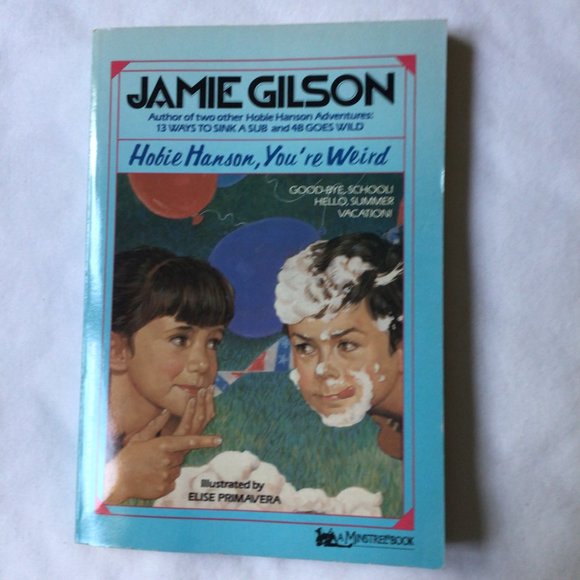 JAMIE GILSON
Author of two other Hobie Hanson Adventures:
13 WAYS TO SINK A SUB and 4B GOES WILD
Hobie Hanson, You're Weird
GOOD-BYE, SCHOOL!
HELLO, SUMMER
VACATION!
Illustrated by
ELISE PRIMAVERA
A MINSTREL BOOK